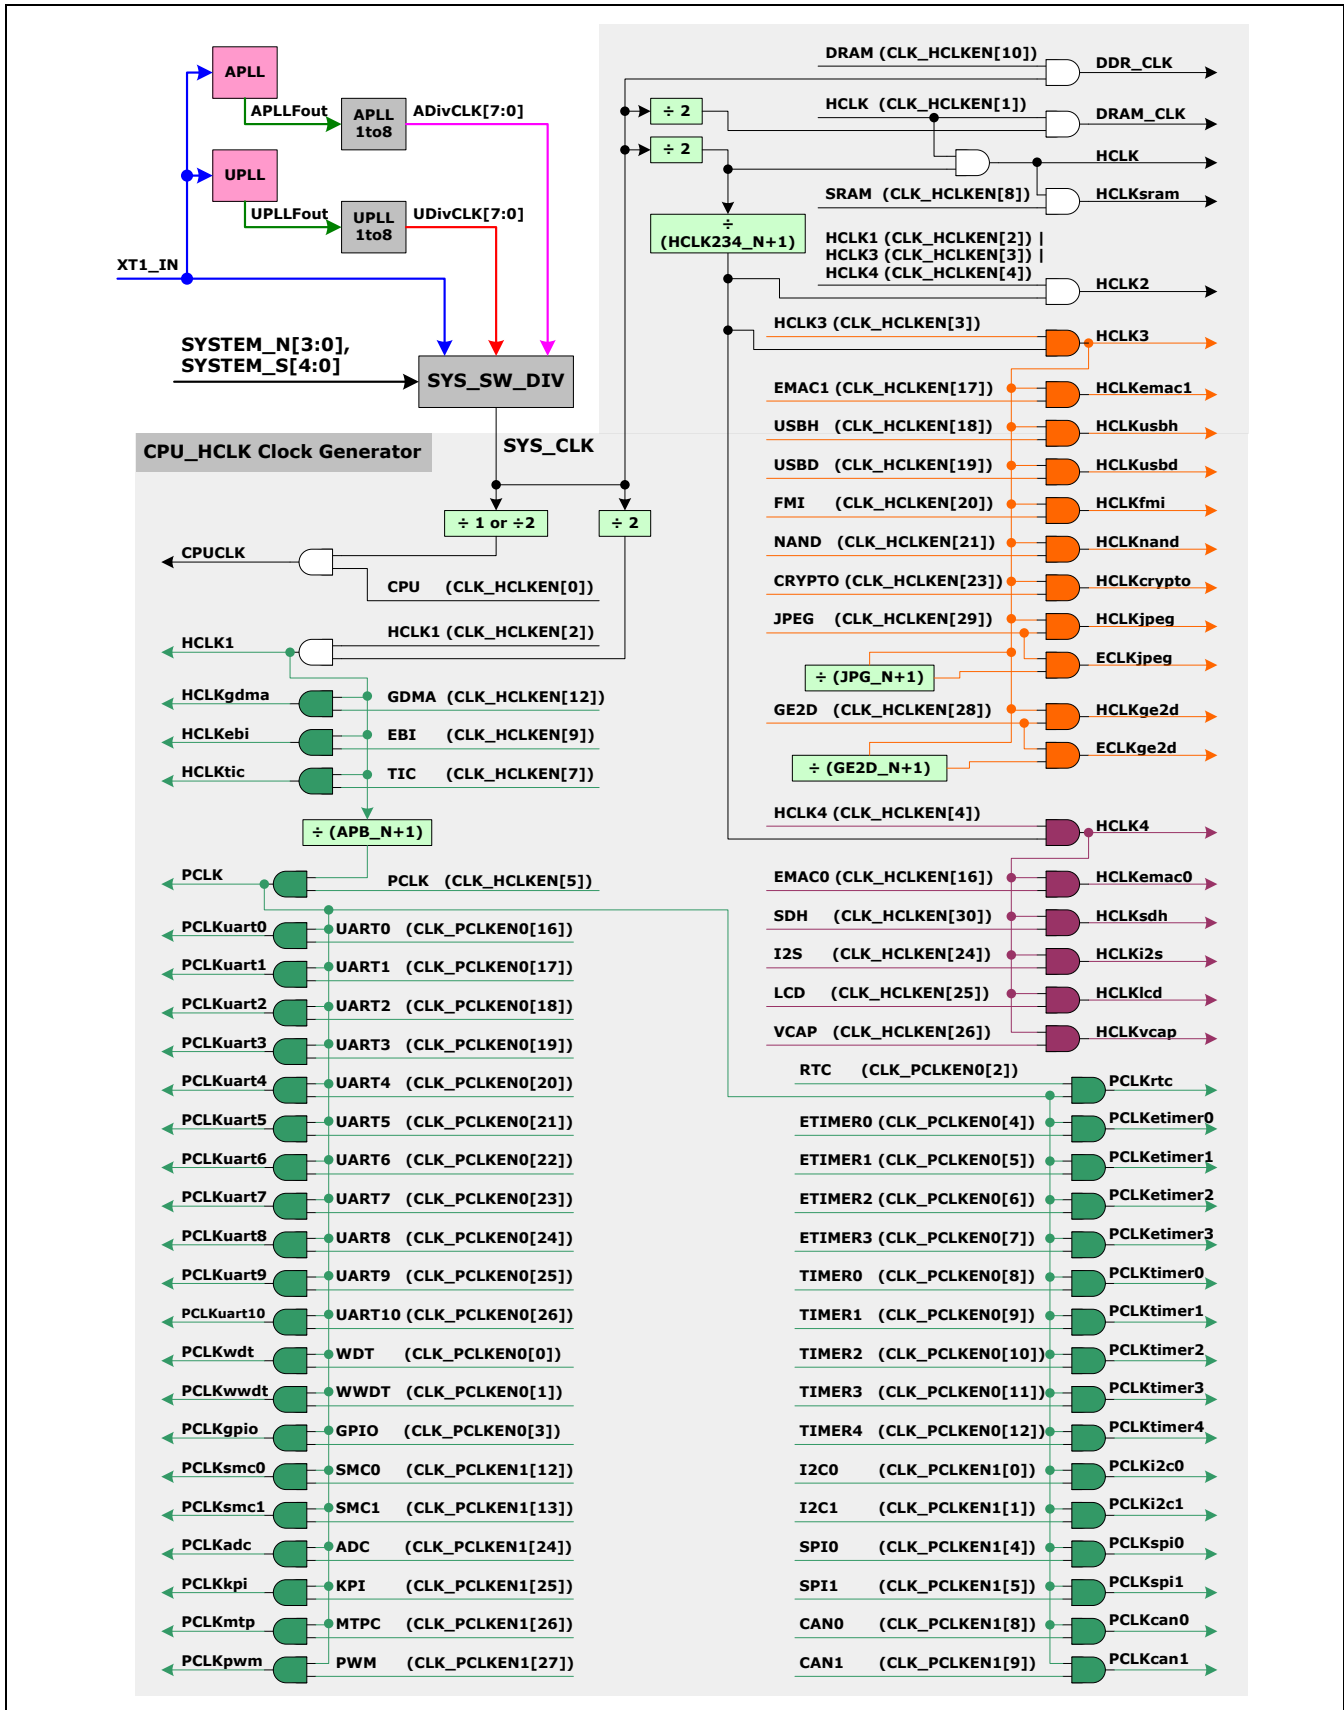 APLL
APLLFout
APLL
1to8
ADivCLK[7:0]
UPLL
UPLLFout
UPLL
1to8
UDivCLK[7:0]
XT1_IN
SYSTEM_N[3:0],
SYSTEM_S[4:0]
SYS_SW_DIV
CPU_HCLK Clock Generator
SYS_CLK
÷ 1 or ÷2
÷ 2
CPUCLK
CPU (CLK_HCLKEN[0])
HCLK1
HCLK1 (CLK_HCLKEN[2])
HCLKgdma
GDMA (CLK_HCLKEN[12])
HCLKebi
EBI (CLK_HCLKEN[9])
HCLKtic
TIC (CLK_HCLKEN[7])
÷ (APB_N+1)
PCLK
PCLK (CLK_HCLKEN[5])
PCLKuart0
UART0 (CLK_PCLKEN0[16])
PCLKuart1
UART1 (CLK_PCLKEN0[17])
PCLKuart2
UART2 (CLK_PCLKEN0[18])
PCLKuart3
UART3 (CLK_PCLKEN0[19])
PCLKuart4
UART4 (CLK_PCLKEN0[20])
PCLKuart5
UART5 (CLK_PCLKEN0[21])
PCLKuart6
UART6 (CLK_PCLKEN0[22])
PCLKuart7
UART7 (CLK_PCLKEN0[23])
PCLKuart8
UART8 (CLK_PCLKEN0[24])
PCLKuart9
UART9 (CLK_PCLKEN0[25])
PCLKuart10
UART10 (CLK_PCLKEN0[26])
PCLKwdt
WDT (CLK_PCLKEN0[0])
PCLKwwdt
WWDT (CLK_PCLKEN0[1])
PCLKgpio
GPIO (CLK_PCLKEN0[3])
PCLKsmc0
SMC0 (CLK_PCLKEN1[12])
PCLKsmc1
SMC1 (CLK_PCLKEN1[13])
PCLKadc
ADC (CLK_PCLKEN1[24])
PCLKkpi
KPI (CLK_PCLKEN1[25])
PCLKmtp
MTPC (CLK_PCLKEN1[26])
PCLKpwm
PWM (CLK_PCLKEN1[27])
DRAM (CLK_HCLKEN[10])
DDR_CLK
÷ 2
HCLK (CLK_HCLKEN[1])
DRAM_CLK
÷ 2
HCLK
SRAM (CLK_HCLKEN[8])
HCLKsram
÷
(HCLK234_N+1)
HCLK1 (CLK_HCLKEN[2]) |
HCLK3 (CLK_HCLKEN[3]) |
HCLK4 (CLK_HCLKEN[4])
HCLK2
HCLK3 (CLK_HCLKEN[3])
HCLK3
EMAC1 (CLK_HCLKEN[17])
HCLKemac1
USBH (CLK_HCLKEN[18])
HCLKusbh
USBD (CLK_HCLKEN[19])
HCLKusbd
FMI (CLK_HCLKEN[20])
HCLKfmi
NAND (CLK_HCLKEN[21])
HCLKnand
CRYPTO (CLK_HCLKEN[23])
HCLKcrypto
JPEG (CLK_HCLKEN[29])
HCLKjpeg
ECLKjpeg
÷ (JPG_N+1)
GE2D (CLK_HCLKEN[28])
HCLKge2d
ECLKge2d
÷ (GE2D_N+1)
HCLK4 (CLK_HCLKEN[4])
HCLK4
EMAC0 (CLK_HCLKEN[16])
HCLKemac0
SDH (CLK_HCLKEN[30])
HCLKsdh
I2S (CLK_HCLKEN[24])
HCLKi2s
LCD (CLK_HCLKEN[25])
HCLKlcd
VCAP (CLK_HCLKEN[26])
HCLKvcap
RTC (CLK_PCLKEN0[2])
PCLKrtc
ETIMER0 (CLK_PCLKEN0[4])
PCLKetimer0
ETIMER1 (CLK_PCLKEN0[5])
PCLKetimer1
ETIMER2 (CLK_PCLKEN0[6])
PCLKetimer2
ETIMER3 (CLK_PCLKEN0[7])
PCLKetimer3
TIMER0 (CLK_PCLKEN0[8])
PCLKtimer0
TIMER1 (CLK_PCLKEN0[9])
PCLKtimer1
TIMER2 (CLK_PCLKEN0[10])
PCLKtimer2
TIMER3 (CLK_PCLKEN0[11])
PCLKtimer3
TIMER4 (CLK_PCLKEN0[12])
PCLKtimer4
I2C0 (CLK_PCLKEN1[0])
PCLKi2c0
I2C1 (CLK_PCLKEN1[1])
PCLKi2c1
SPI0 (CLK_PCLKEN1[4])
PCLKspi0
SPI1 (CLK_PCLKEN1[5])
PCLKspi1
CAN0 (CLK_PCLKEN1[8])
PCLKcan0
CAN1 (CLK_PCLKEN1[9])
PCLKcan1